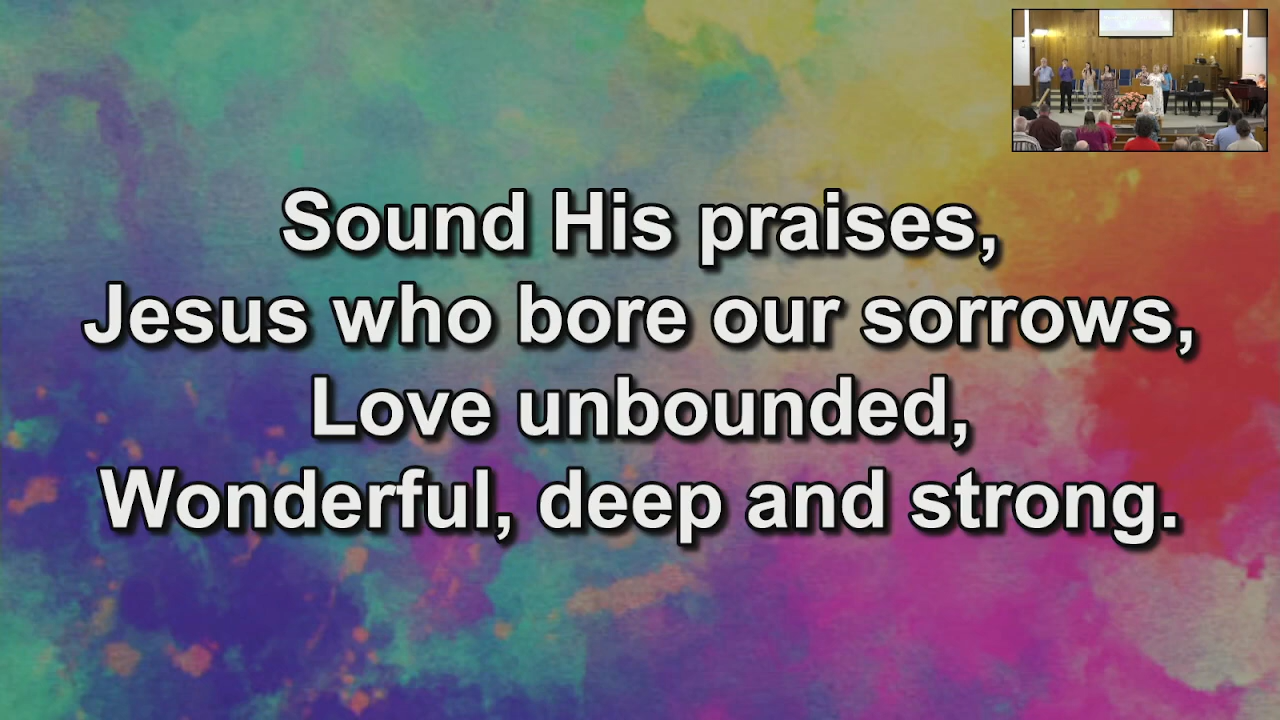 Sound His praises,
Jesus who bore our sorrows,
Love unbounded,
Wonderful, deep and strong.